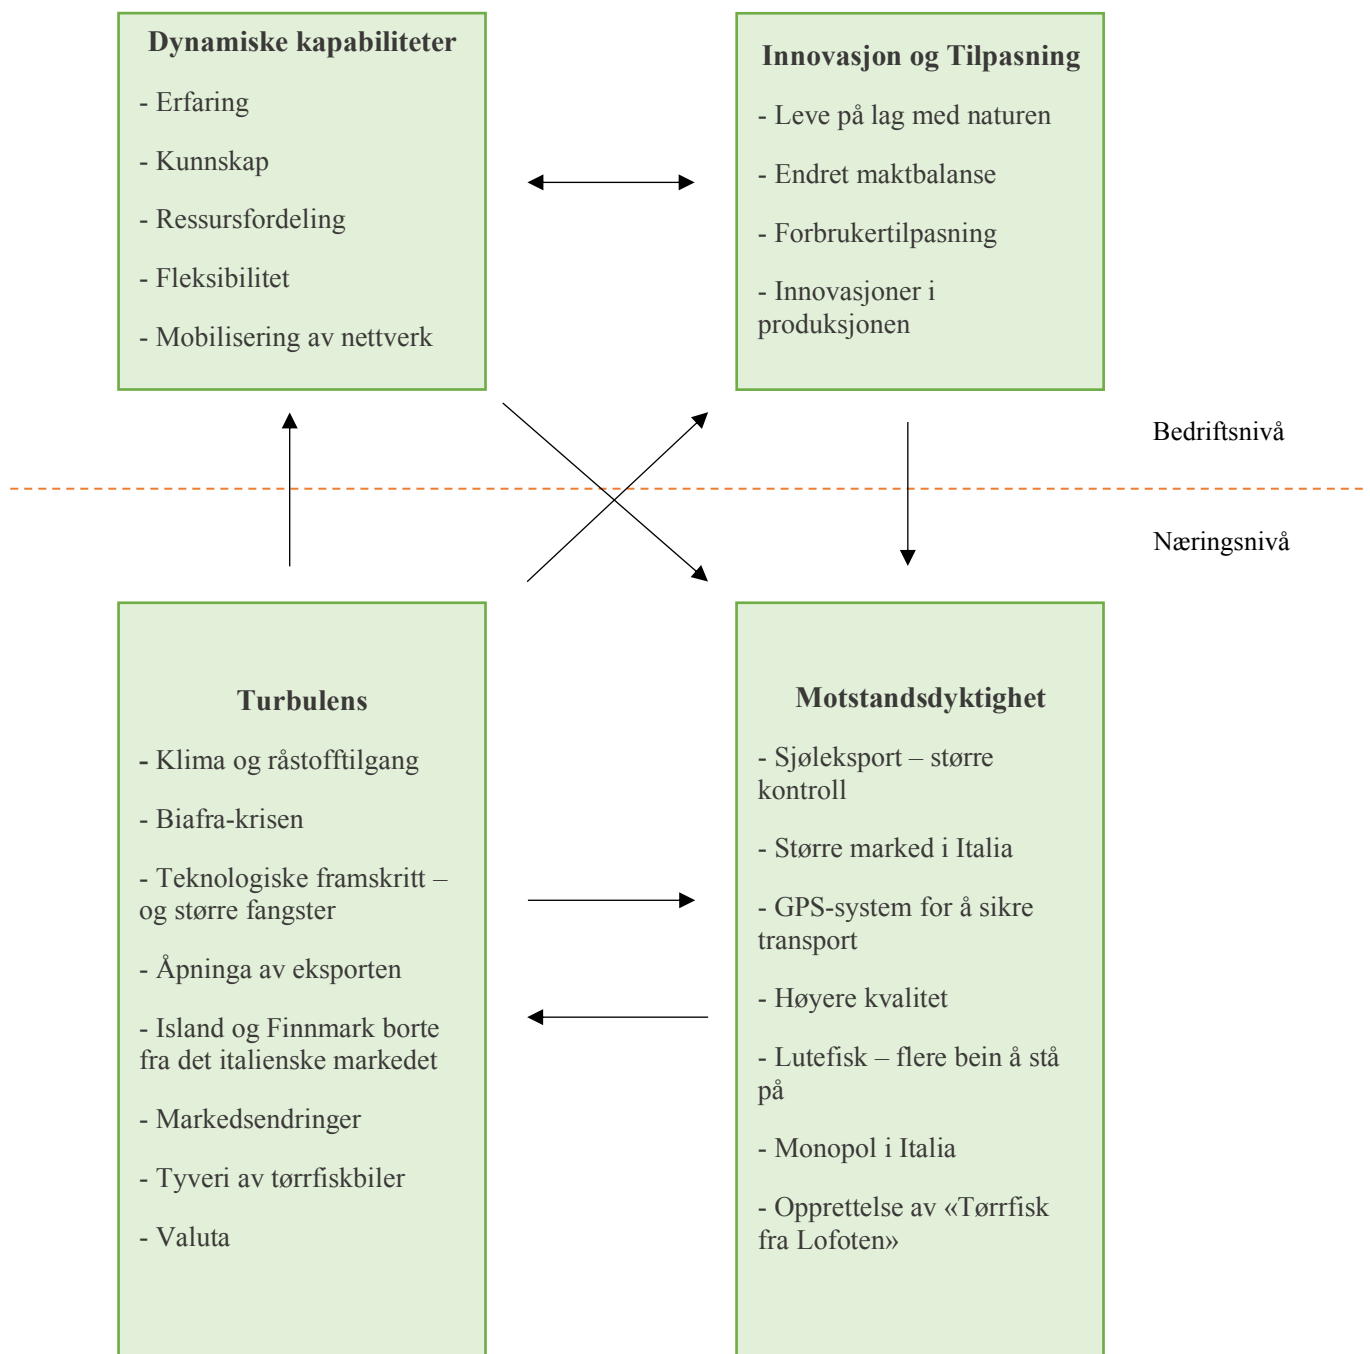 Dynamiske kapabiliteter
- Erfaring
- Kunnskap
- Ressursfordeling
- Fleksibilitet
- Mobilisering av nettverk
Innovasjon og Tilpasning
- Leve på lag med naturen
- Endret maktbalanse
- Forbrukertilpasning
- Innovasjoner i
produksjonen
Bedriftsnivå
Næringsnivå
Turbulens
- Klima og råstofftilgang
- Biafra-krisen
- Teknologiske framskritt –
og større fangster
- Åpninga av eksporten
- Island og Finnmark borte
fra det italienske markedet
- Markedsendringer
- Tyveri av tørrfiskbiler
- Valuta
Motstandsdyktighet
- Sjøleksport – større
kontroll
- Større marked i Italia
- GPS-system for å sikre
transport
- Høyere kvalitet
- Lutefisk – flere bein å stå
på
- Monopol i Italia
- Opprettelse av «Tørrfisk
fra Lofoten»